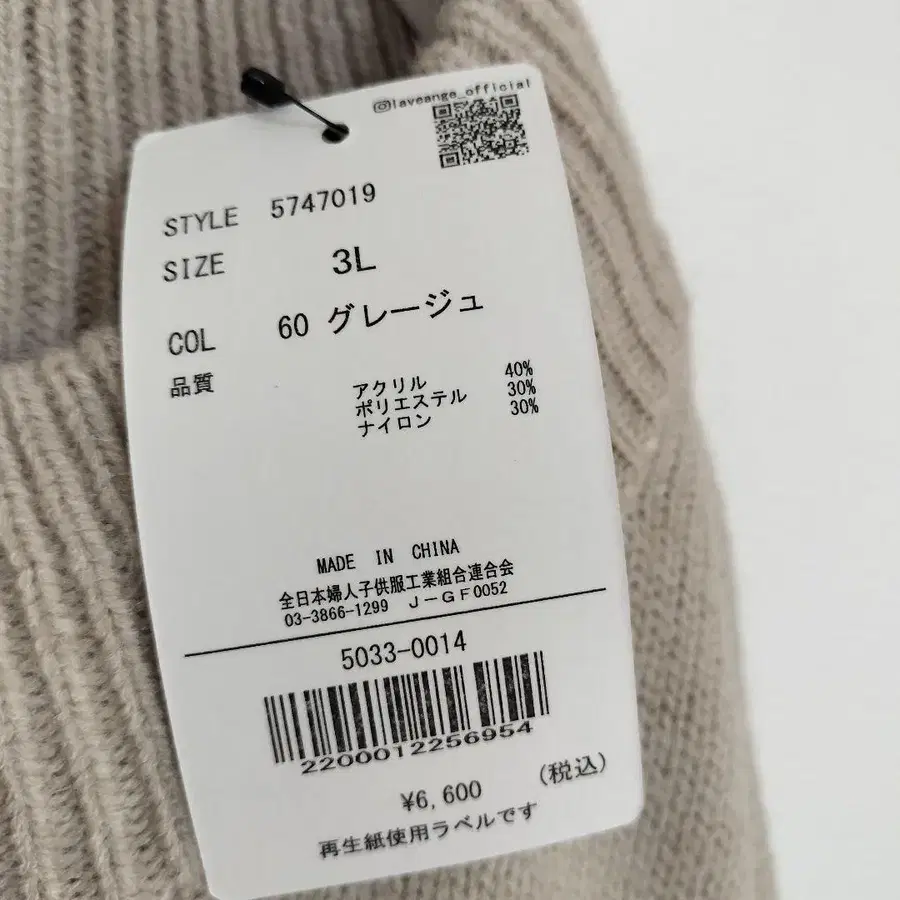 laveange_official
STYLE 5747019
SIZE 3L
COL 60 グレージュ
品質
アクリル 40%
ポリエステル 30%
ナイロン 30%
MADE IN CHINA
全日本婦人子供服工業組合連合会
03-3866-1299 J-GF0052
5033-0014
2200012256954
¥6,600 (税込)
再生紙使用ラベルです